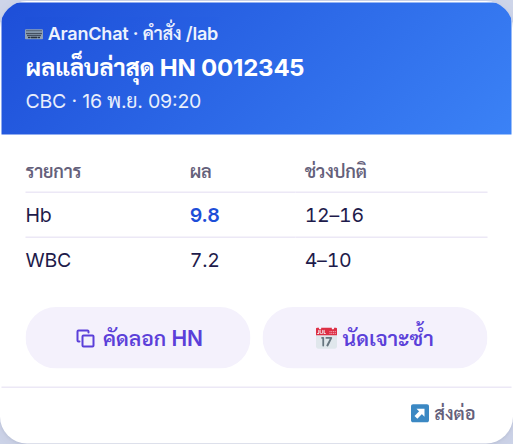 AranChat · คำสั่ง /lab
ผลแล็บล่าสุด HN 0012345
CBC · 16 พ.ย. 09:20
รายการ ผล ช่วงปกติ
Hb 9.8 12–16
WBC 7.2 4–10
คัดลอก HN
JUL 17 นัดเจาะซ้ำ
ส่งต่อ